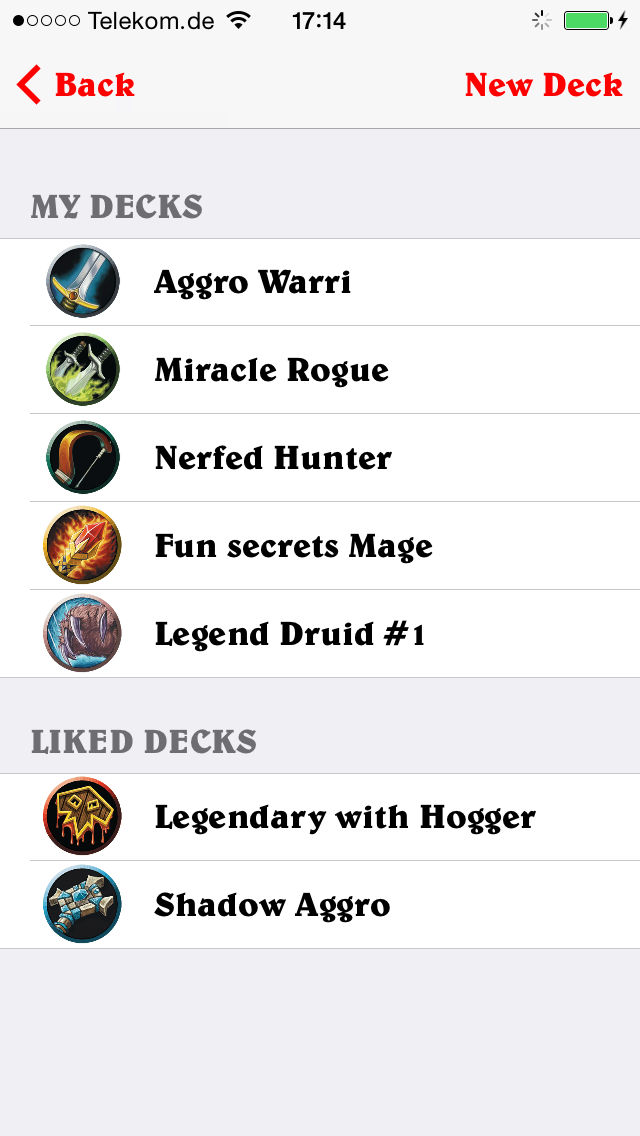 Telekom.de 17:14
Back New Deck
MY DECKS
Aggro Warri
Miracle Rogue
Nerfed Hunter
Fun secrets Mage
Legend Druid #1
LIKED DECKS
Legendary with Hogger
Shadow Aggro